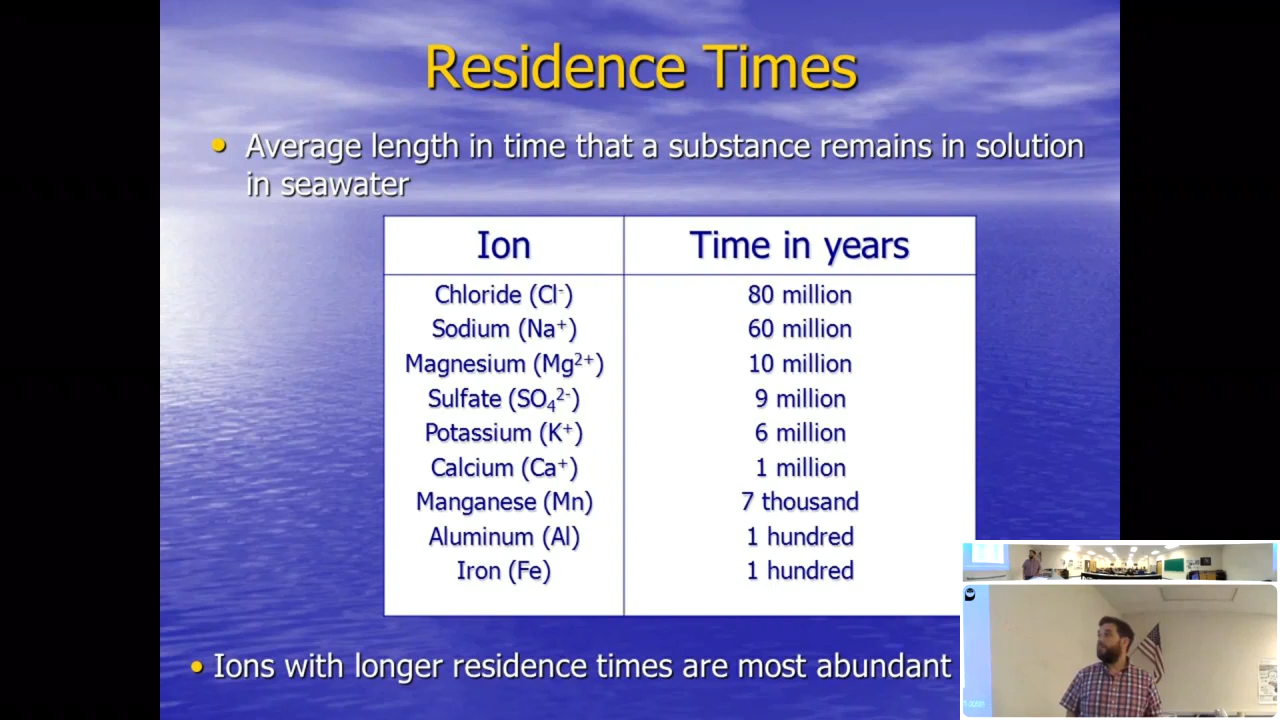 Residence Times
• Average length in time that a substance remains in solution
in seawater
Ion Time in years
Chloride (Cl⁻) 80 million
Sodium (Na⁺) 60 million
Magnesium (Mg²⁺) 10 million
Sulfate (SO₄²⁻) 9 million
Potassium (K⁺) 6 million
Calcium (Ca⁺) 1 million
Manganese (Mn) 7 thousand
Aluminum (Al) 1 hundred
Iron (Fe) 1 hundred
• Ions with longer residence times are most abundant